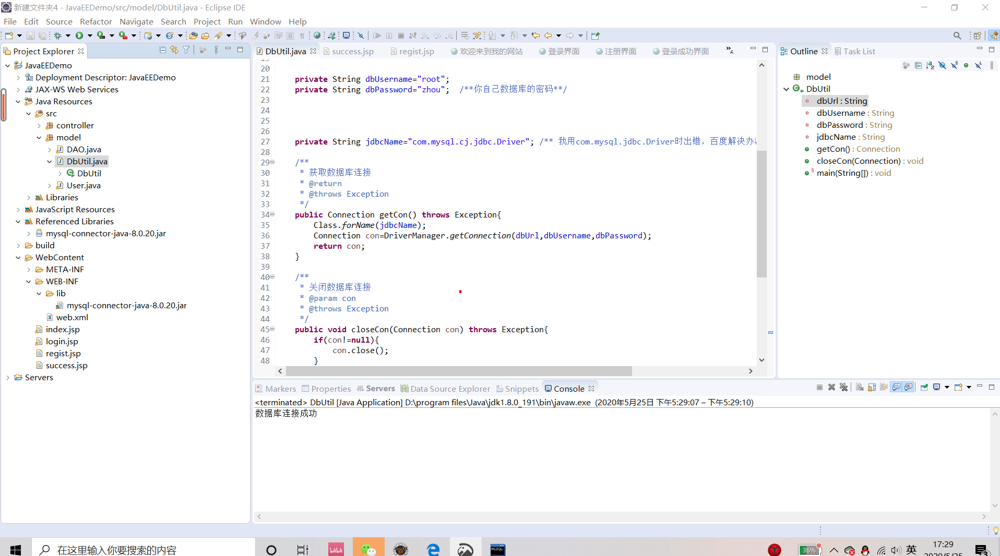 新建文件夹4 - JavaEEDemo/src/model/DbUtil.java - Eclipse IDE
File Edit Source Refactor Navigate Search Project Run Window Help
Project Explorer
JavaEEDemo
Deployment Descriptor: JavaEEDemo
JAX-WS Web Services
Java Resources
src
controller
model
DAO.java
DbUtil.java
DbUtil
User.java
Libraries
JavaScript Resources
Referenced Libraries
mysql-connector-java-8.0.20.jar
build
WebContent
META-INF
WEB-INF
lib
mysql-connector-java-8.0.20.jar
web.xml
index.jsp
login.jsp
regist.jsp
success.jsp
Servers
DbUtil.java success.jsp regist.jsp 欢迎来到我的网站 登录界面 注册界面 登录成功界面 »6
20
21 private String dbUsername="root";
22 private String dbPassword="zhou"; /**你自己数据库的密码**/
23
24
25
26
27 private String jdbcName="com.mysql.cj.jdbc.Driver"; /** 我用com.mysql.jdbc.Driver时出错，百度解决办
28
29 /**
30 * 获取数据库连接
31 * @return
32 * @throws Exception
33 */
34 public Connection getCon() throws Exception{
35 Class.forName(jdbcName);
36 Connection con=DriverManager.getConnection(dbUrl,dbUsername,dbPassword);
37 return con;
38 }
39
40 /**
41 * 关闭数据库连接
42 * @param con
43 * @throws Exception
44 */
45 public void closeCon(Connection con) throws Exception{
46 if(con!=null){
47 con.close();
48 }
Outline Task List
model
DbUtil
dbUrl : String
dbUsername : String
dbPassword : String
jdbcName : String
getCon() : Connection
closeCon(Connection) : void
main(String[]) : void
Markers Properties Servers Data Source Explorer Snippets Console
<terminated> DbUtil [Java Application] D:\program files\Java\jdk1.8.0_191\bin\javaw.exe (2020年5月25日 下午5:29:07 – 下午5:29:10)
数据库连接成功
在这里输入你要搜索的内容
36%
英
17:29
2020/5/25
3